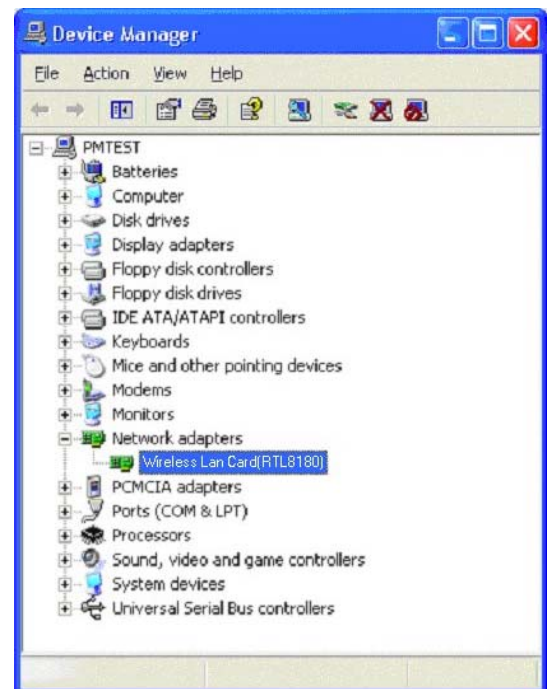 Device Manager
File Action View Help
PMTEST
Batteries
Computer
Disk drives
Display adapters
Floppy disk controllers
Floppy disk drives
IDE ATA/ATAPI controllers
Keyboards
Mice and other pointing devices
Modems
Monitors
Network adapters
Wireless Lan Card(RTL8180)
PCMCIA adapters
Ports (COM & LPT)
Processors
Sound, video and game controllers
System devices
Universal Serial Bus controllers